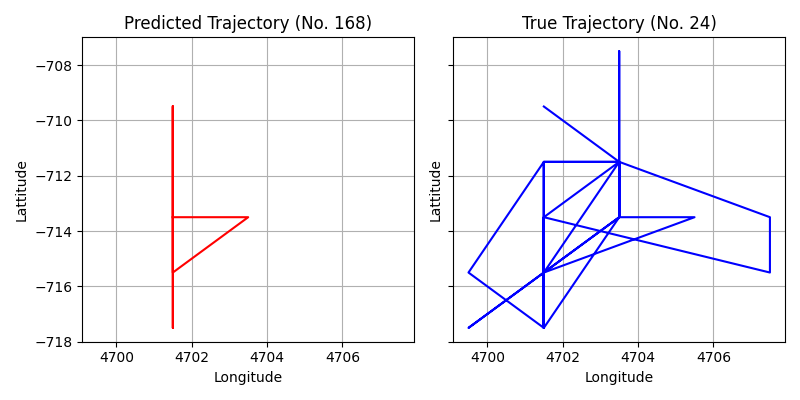 Predicted Trajectory (No. 168)
True Trajectory (No. 24)
Lattitude
−708
−710
−712
−714
−716
−718
4700 4702 4704 4706
Longitude
Lattitude
4700 4702 4704 4706
Longitude